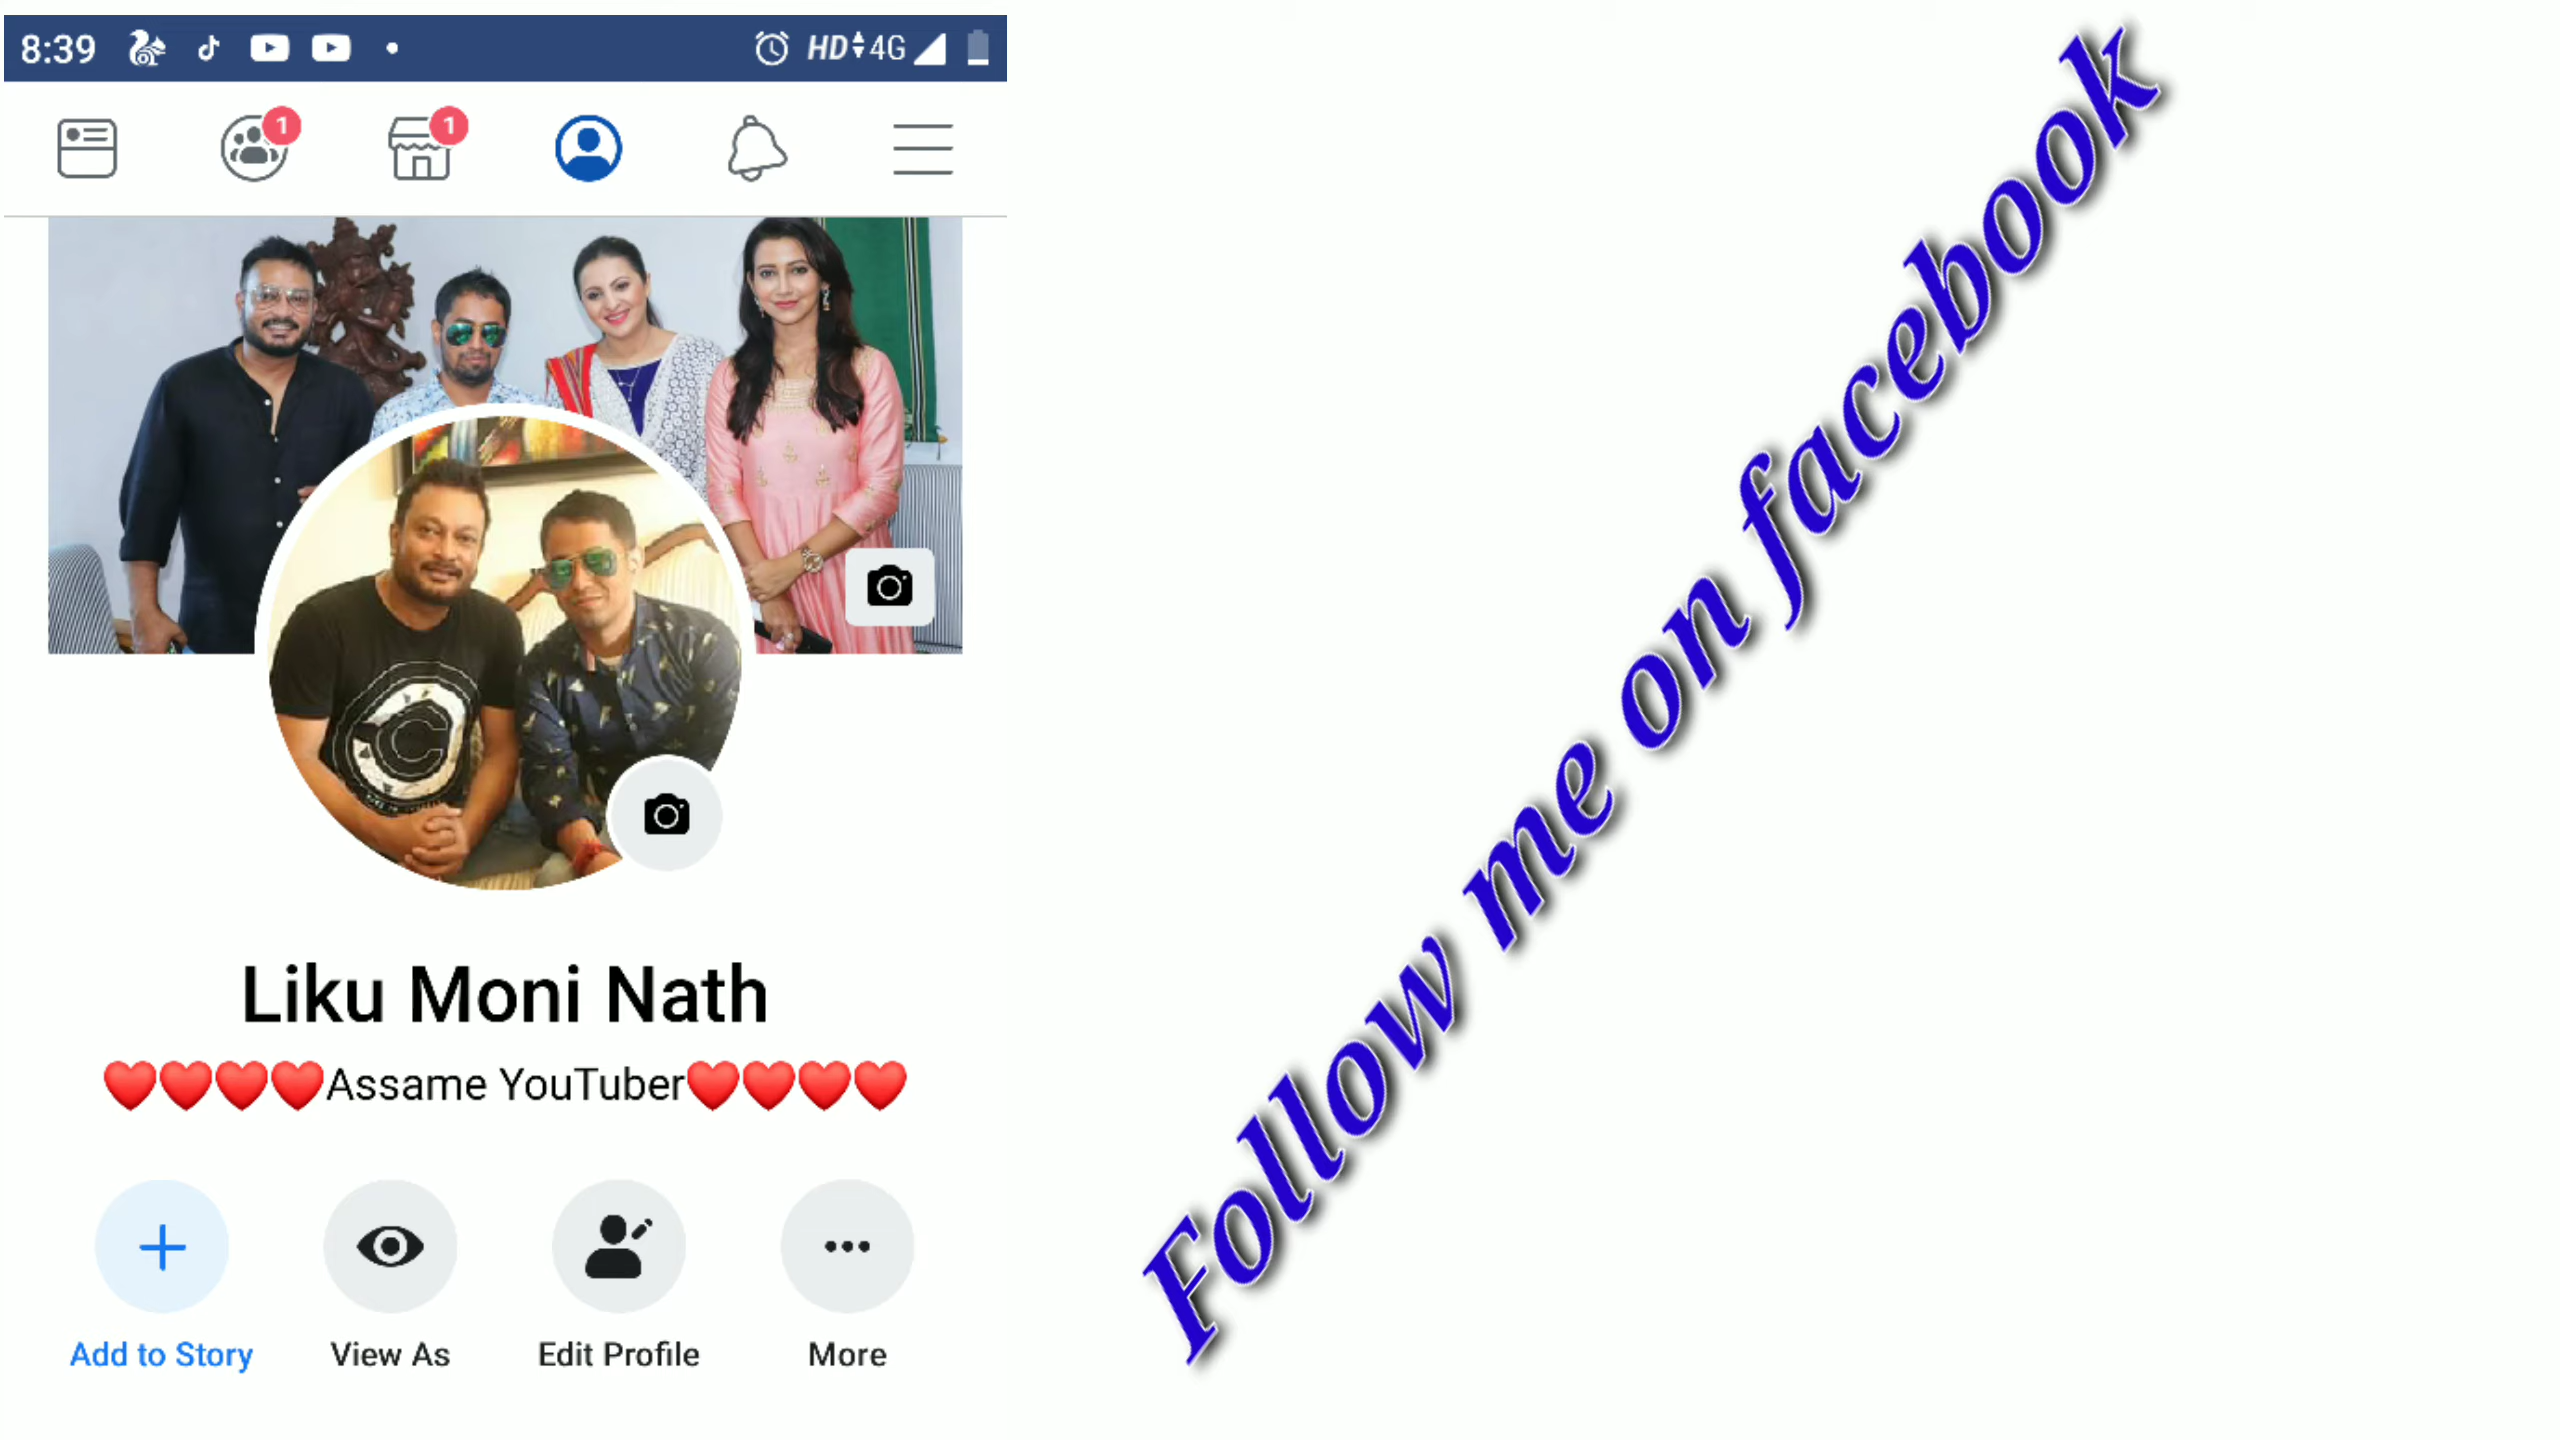 8:39 HD 4G
1 1
Liku Moni Nath
❤️❤️❤️❤️Assame YouTuber❤️❤️❤️❤️
Add to Story View As Edit Profile More
Follow me on facebook